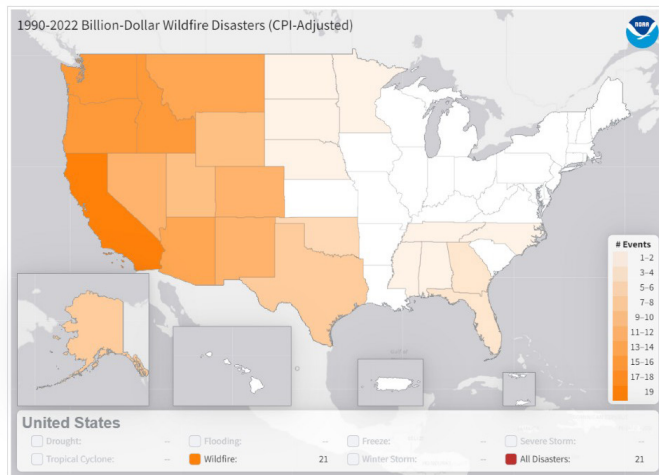 1990-2022 Billion-Dollar Wildfire Disasters (CPI-Adjusted)
NOAA
# Events
1–2
3–4
5–6
7–8
9–10
11–12
13–14
15–16
17–18
19
United States
Drought: -- Flooding: -- Freeze: -- Severe Storm: --
Tropical Cyclone: -- Wildfire: 21 Winter Storm: -- All Disasters: 21